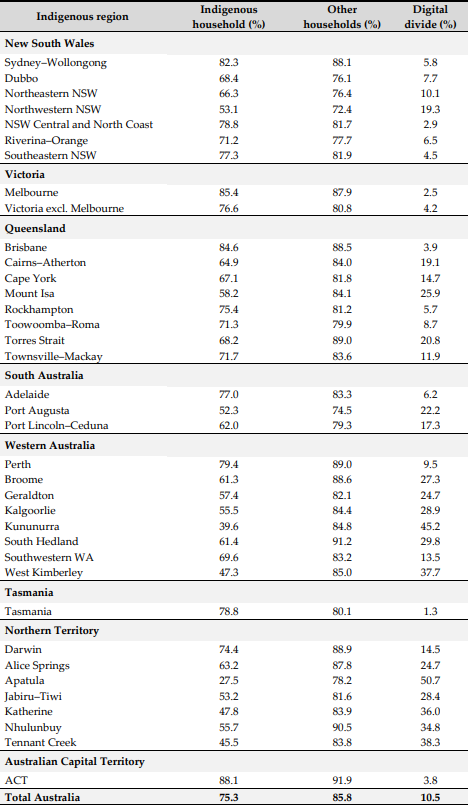 Indigenous region Indigenous household (%) Other households (%) Digital divide (%)
New South Wales
Sydney–Wollongong 82.3 88.1 5.8
Dubbo 68.4 76.1 7.7
Northeastern NSW 66.3 76.4 10.1
Northwestern NSW 53.1 72.4 19.3
NSW Central and North Coast 78.8 81.7 2.9
Riverina–Orange 71.2 77.7 6.5
Southeastern NSW 77.3 81.9 4.5
Victoria
Melbourne 85.4 87.9 2.5
Victoria excl. Melbourne 76.6 80.8 4.2
Queensland
Brisbane 84.6 88.5 3.9
Cairns–Atherton 64.9 84.0 19.1
Cape York 67.1 81.8 14.7
Mount Isa 58.2 84.1 25.9
Rockhampton 75.4 81.2 5.7
Toowoomba–Roma 71.3 79.9 8.7
Torres Strait 68.2 89.0 20.8
Townsville–Mackay 71.7 83.6 11.9
South Australia
Adelaide 77.0 83.3 6.2
Port Augusta 52.3 74.5 22.2
Port Lincoln–Ceduna 62.0 79.3 17.3
Western Australia
Perth 79.4 89.0 9.5
Broome 61.3 88.6 27.3
Geraldton 57.4 82.1 24.7
Kalgoorlie 55.5 84.4 28.9
Kununurra 39.6 84.8 45.2
South Hedland 61.4 91.2 29.8
Southwestern WA 69.6 83.2 13.5
West Kimberley 47.3 85.0 37.7
Tasmania
Tasmania 78.8 80.1 1.3
Northern Territory
Darwin 74.4 88.9 14.5
Alice Springs 63.2 87.8 24.7
Apatula 27.5 78.2 50.7
Jabiru–Tiwi 53.2 81.6 28.4
Katherine 47.8 83.9 36.0
Nhulunbuy 55.7 90.5 34.8
Tennant Creek 45.5 83.8 38.3
Australian Capital Territory
ACT 88.1 91.9 3.8
Total Australia 75.3 85.8 10.5